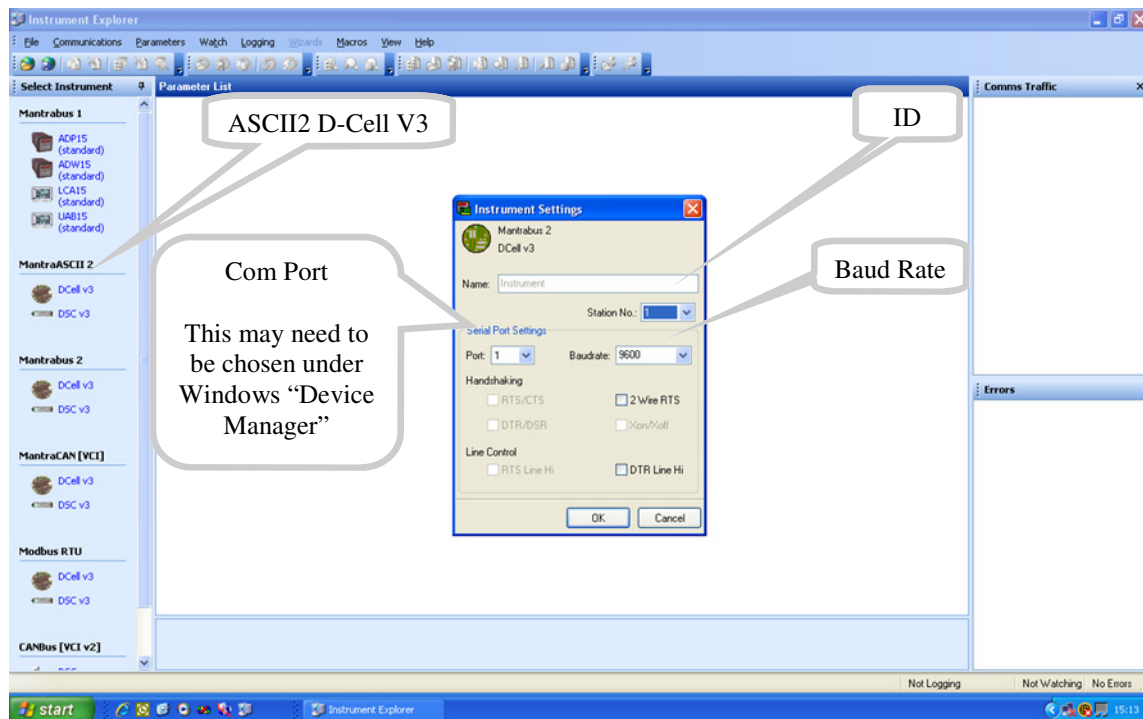 Instrument Explorer
File Communications Parameters Watch Logging Wizards Macros View Help
Select Instrument
Parameter List
Comms Traffic
Mantrabus 1
ADP15
(standard)
ADW15
(standard)
LCA15
(standard)
UAB15
(standard)
MantraASCII 2
DCell v3
DSC v3
Mantrabus 2
DCell v3
DSC v3
MantraCAN [VCI]
DCell v3
DSC v3
Modbus RTU
DCell v3
DSC v3
CANBus [VCI v2]
ASCII2 D-Cell V3
ID
Com Port
This may need to
be chosen under
Windows “Device
Manager”
Baud Rate
Instrument Settings
Mantrabus 2
DCell v3
Name: Instrument
Station No.: 1
Serial Port Settings
Port: 1 Baudrate: 9600
Handshaking
RTS/CTS 2 Wire RTS
DTR/DSR Xon/Xoff
Line Control
RTS Line Hi DTR Line Hi
OK Cancel
Errors
Not Logging Not Watching No Errors
start Instrument Explorer 15:13